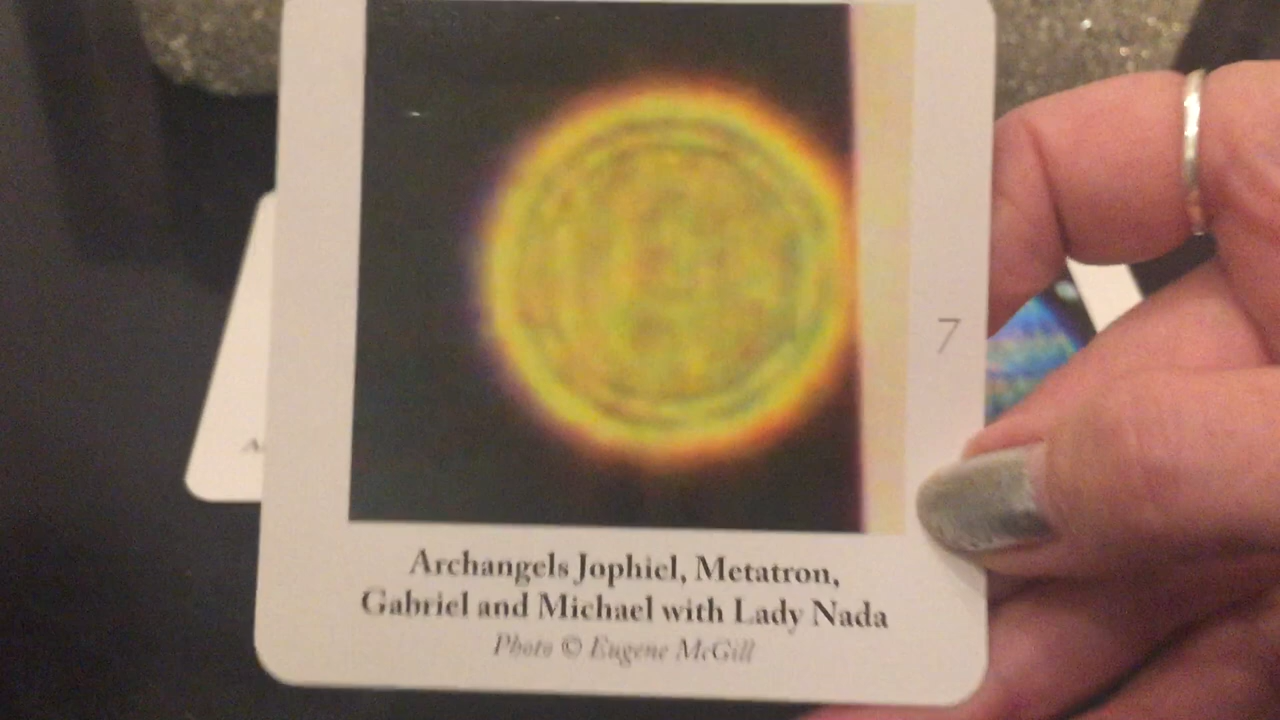 7
Archangels Jophiel, Metatron,
Gabriel and Michael with Lady Nada
Photo © Eugene McGill